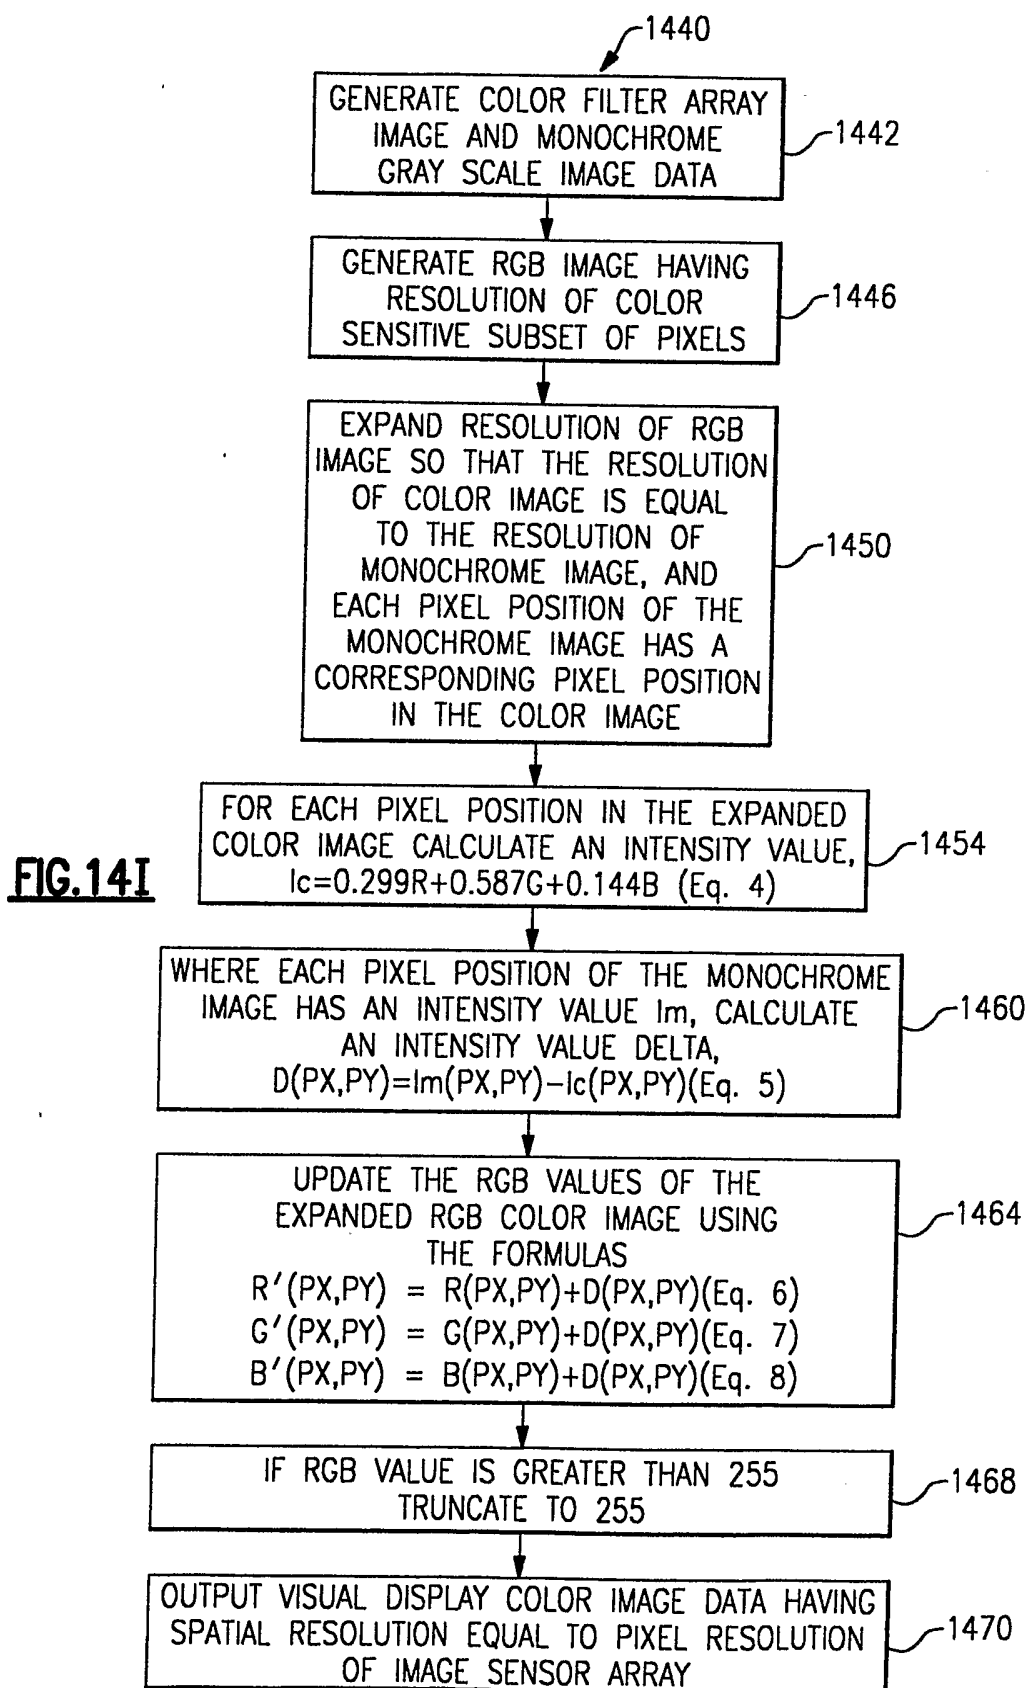 1440
GENERATE COLOR FILTER ARRAY
IMAGE AND MONOCHROME
GRAY SCALE IMAGE DATA
1442
GENERATE RGB IMAGE HAVING
RESOLUTION OF COLOR
SENSITIVE SUBSET OF PIXELS
1446
EXPAND RESOLUTION OF RGB
IMAGE SO THAT THE RESOLUTION
OF COLOR IMAGE IS EQUAL
TO THE RESOLUTION OF
MONOCHROME IMAGE, AND
EACH PIXEL POSITION OF THE
MONOCHROME IMAGE HAS A
CORRESPONDING PIXEL POSITION
IN THE COLOR IMAGE
1450
FOR EACH PIXEL POSITION IN THE EXPANDED
COLOR IMAGE CALCULATE AN INTENSITY VALUE,
Ic=0.299R+0.587G+0.144B (Eq. 4)
1454
FIG.14I
WHERE EACH PIXEL POSITION OF THE MONOCHROME
IMAGE HAS AN INTENSITY VALUE Im, CALCULATE
AN INTENSITY VALUE DELTA,
D(PX,PY)=Im(PX,PY)-Ic(PX,PY)(Eq. 5)
1460
UPDATE THE RGB VALUES OF THE
EXPANDED RGB COLOR IMAGE USING
THE FORMULAS
R'(PX,PY) = R(PX,PY)+D(PX,PY)(Eq. 6)
G'(PX,PY) = G(PX,PY)+D(PX,PY)(Eq. 7)
B'(PX,PY) = B(PX,PY)+D(PX,PY)(Eq. 8)
1464
IF RGB VALUE IS GREATER THAN 255
TRUNCATE TO 255
1468
OUTPUT VISUAL DISPLAY COLOR IMAGE DATA HAVING
SPATIAL RESOLUTION EQUAL TO PIXEL RESOLUTION
OF IMAGE SENSOR ARRAY
1470